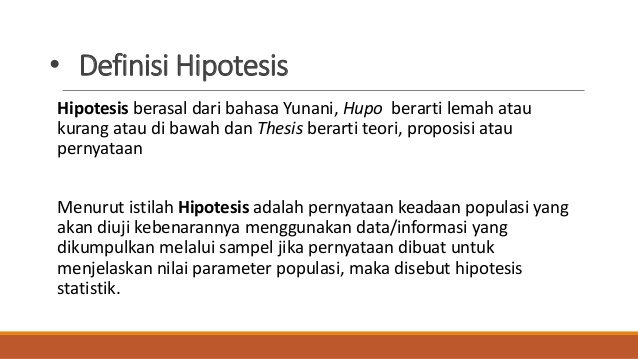 • Definisi Hipotesis
Hipotesis berasal dari bahasa Yunani, Hupo berarti lemah atau
kurang atau di bawah dan Thesis berarti teori, proposisi atau
pernyataan
Menurut istilah Hipotesis adalah pernyataan keadaan populasi yang
akan diuji kebenarannya menggunakan data/informasi yang
dikumpulkan melalui sampel jika pernyataan dibuat untuk
menjelaskan nilai parameter populasi, maka disebut hipotesis
statistik.